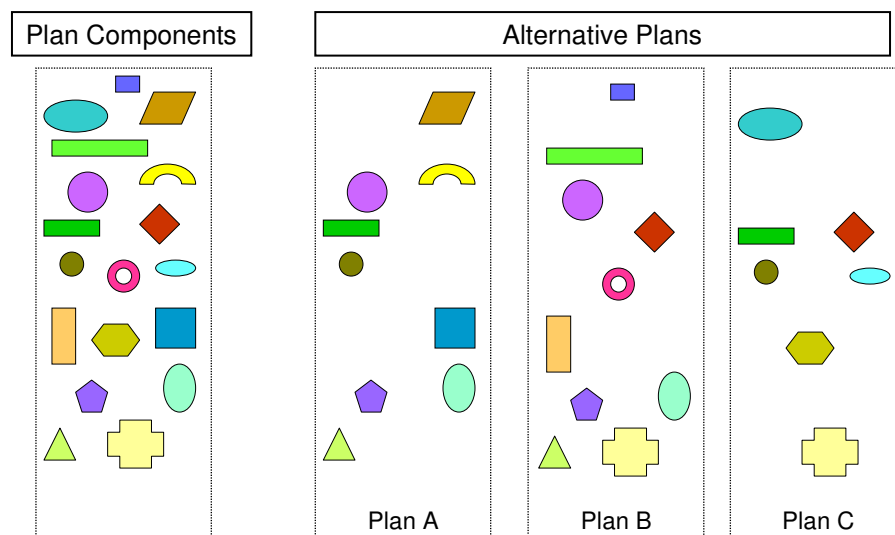 Plan Components
Alternative Plans
Plan A
Plan B
Plan C